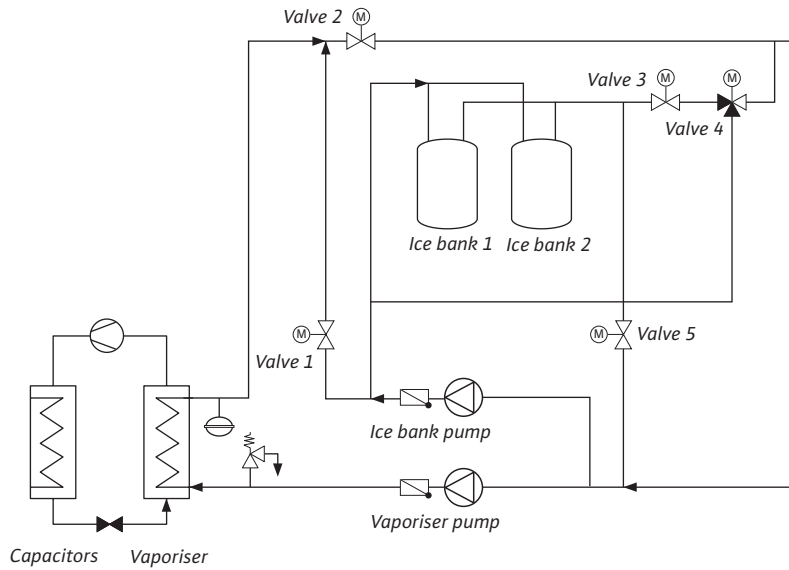 Valve 2
M
Valve 3
M
M
Valve 4
Ice bank 1
Ice bank 2
M
Valve 1
M
Valve 5
Ice bank pump
Vaporiser pump
Capacitors
Vaporiser